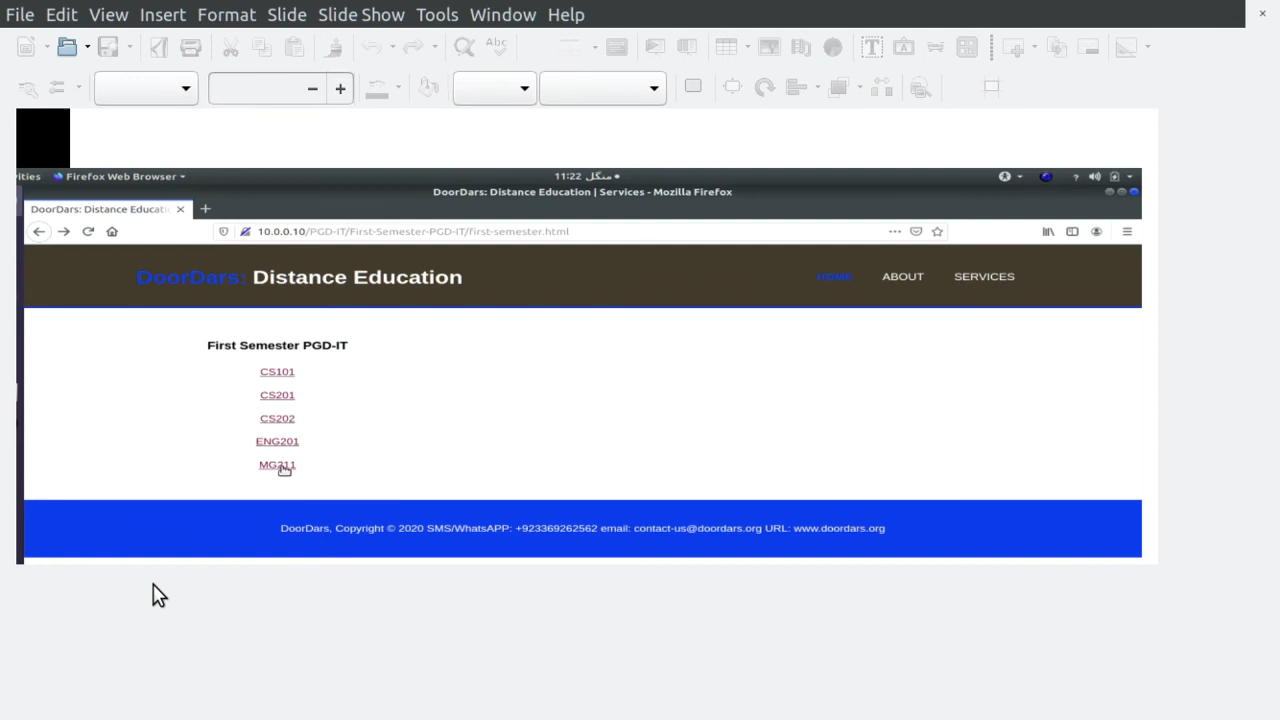 File Edit View Insert Format Slide Slide Show Tools Window Help
Abç
ities Firefox Web Browser
منگل 11:22
DoorDars: Distance Education | Services - Mozilla Firefox
DoorDars: Distance Educati
10.0.0.10/PGD-IT/First-Semester-PGD-IT/first-semester.html
DoorDars: Distance Education HOME ABOUT SERVICES
First Semester PGD-IT
CS101
CS201
CS202
ENG201
MG211
DoorDars, Copyright © 2020 SMS/WhatsAPP: +923369262562 email: contact-us@doordars.org URL: www.doordars.org